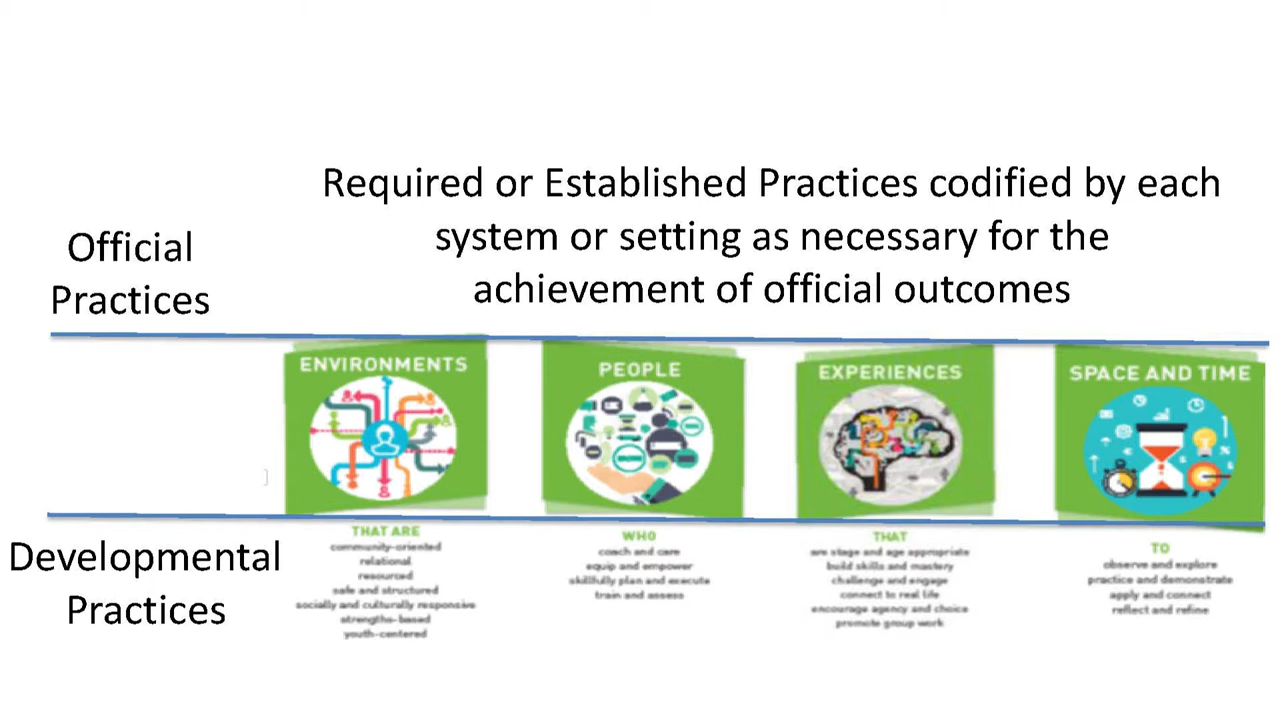 Required or Established Practices codified by each
system or setting as necessary for the
achievement of official outcomes
Official
Practices
ENVIRONMENTS
PEOPLE
EXPERIENCES
SPACE AND TIME
Developmental
Practices
THAT ARE
community-oriented
relational
resourced
safe and structured
socially and culturally responsive
strengths-based
youth-centered
WHO
coach and care
equip and empower
skillfully plan and execute
train and assess
THAT
are stage and age appropriate
build skills and mastery
challenge and engage
connect to real life
encourage agency and choice
promote group work
TO
observe and explore
practice and demonstrate
apply and connect
reflect and refine